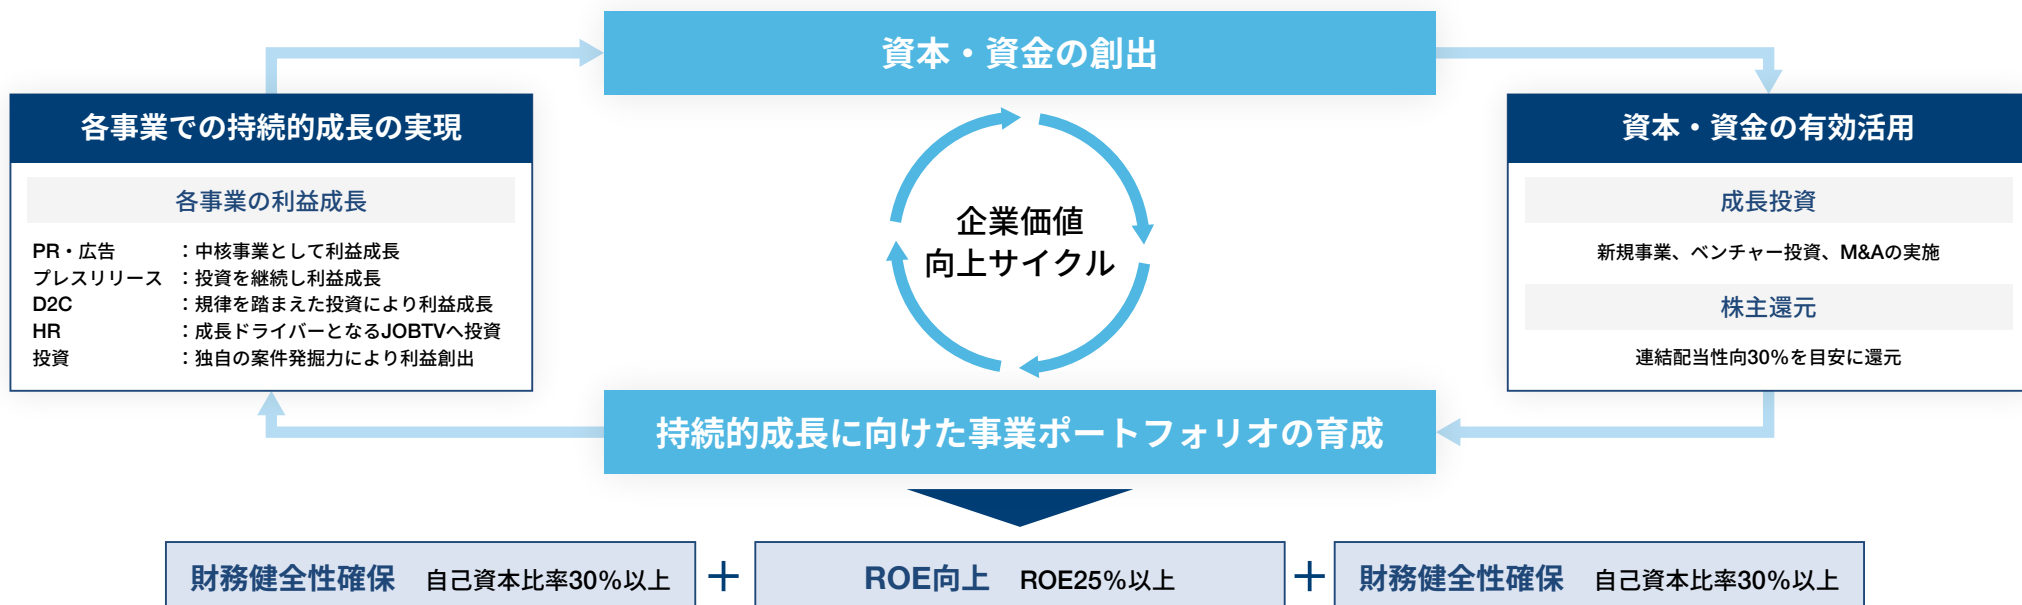 資本・資金の創出
各事業での持続的成長の実現
各事業の利益成長
PR・広告 ：中核事業として利益成長
プレスリリース ：投資を継続し利益成長
D2C ：規律を踏まえた投資により利益成長
HR ：成長ドライバーとなるJOBTVへ投資
投資 ：独自の案件発掘力により利益創出
企業価値
向上サイクル
資本・資金の有効活用
成長投資
新規事業、ベンチャー投資、M&Aの実施
株主還元
連結配当性向30%を目安に還元
持続的成長に向けた事業ポートフォリオの育成
財務健全性確保 自己資本比率30%以上 + ROE向上 ROE25%以上 + 財務健全性確保 自己資本比率30%以上